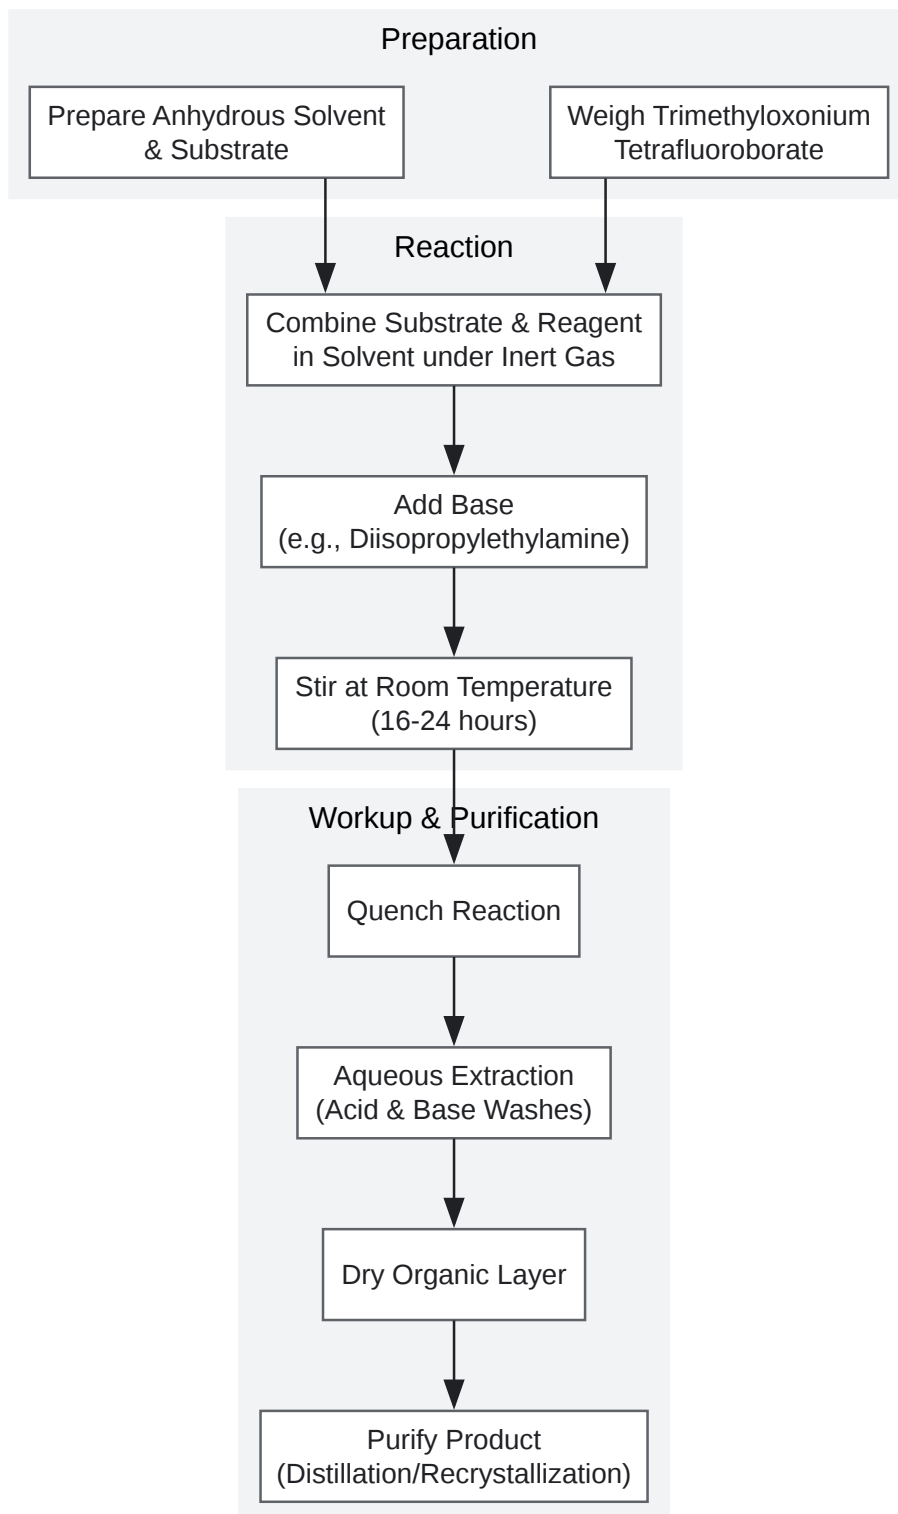 Preparation
Prepare Anhydrous Solvent
& Substrate
Weigh Trimethyloxonium
Tetrafluoroborate
Reaction
Combine Substrate & Reagent
in Solvent under Inert Gas
Add Base
(e.g., Diisopropylethylamine)
Stir at Room Temperature
(16-24 hours)
Workup & Purification
Quench Reaction
Aqueous Extraction
(Acid & Base Washes)
Dry Organic Layer
Purify Product
(Distillation/Recrystallization)